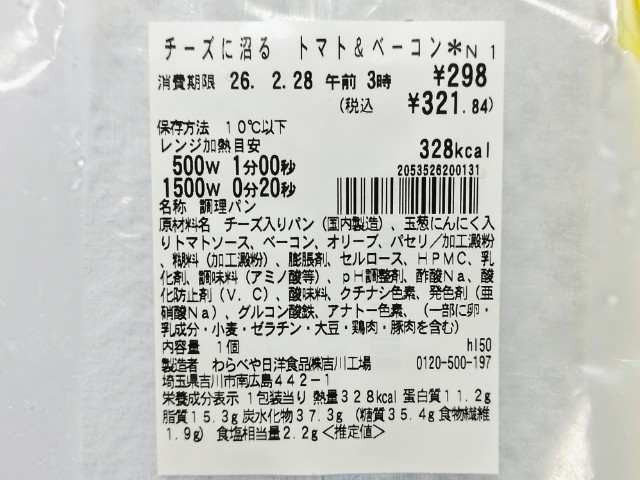 チーズに沼る トマト&ベーコン*N1
消費期限 26. 2.28 午前 3時 ¥298
(税込 ¥321.84)
保存方法 10℃以下
レンジ加熱目安 328kcal
500W 1分00秒
1500W 0分20秒
2053526200131
名称 調理パン
原材料名 チーズ入りパン(国内製造)、玉葱にんにく入
りトマトソース、ベーコン、オリーブ、パセリ/加工澱粉
、糊料(加工澱粉)、膨脹剤、セルロース、HPMC、乳
化剤、調味料(アミノ酸等)、pH調整剤、酢酸Na、酸
化防止剤(V.C)、酸味料、クチナシ色素、発色剤(亜
硝酸Na)、グルコン酸鉄、アナトー色素、(一部に卵・
乳成分・小麦・ゼラチン・大豆・鶏肉・豚肉を含む)
内容量 1個 hl50
製造者 わらべや日洋食品㈱吉川工場 0120-500-197
埼玉県吉川市南広島442-1
栄養成分表示 1包装当り 熱量328kcal 蛋白質11.2g
脂質15.3g 炭水化物37.3g (糖質35.4g 食物繊維
1.9g) 食塩相当量2.2g<推定値>